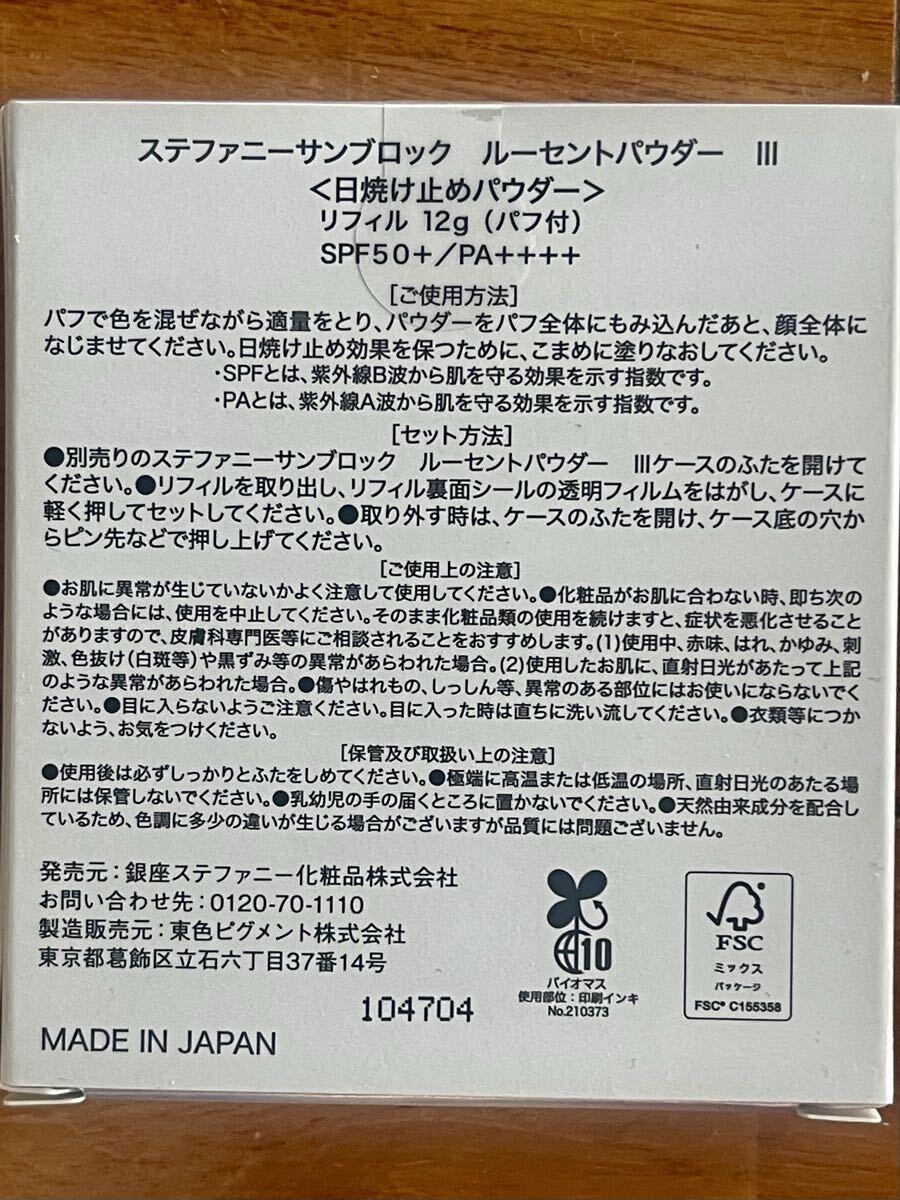 ステファニーサンブロック　ルーセントパウダー　III
＜日焼け止めパウダー＞
リフィル 12g（パフ付）
SPF50+／PA++++
［ご使用方法］
パフで色を混ぜながら適量をとり、パウダーをパフ全体にもみ込んだあと、顔全体に
なじませてください。日焼け止め効果を保つために、こまめに塗りなおしてください。
・SPFとは、紫外線B波から肌を守る効果を示す指数です。
・PAとは、紫外線A波から肌を守る効果を示す指数です。
［セット方法］
●別売りのステファニーサンブロック　ルーセントパウダー　IIIケースのふたを開けて
ください。●リフィルを取り出し、リフィル裏面シールの透明フィルムをはがし、ケースに
軽く押してセットしてください。●取り外す時は、ケースのふたを開け、ケース底の穴か
らピン先などで押し上げてください。
［ご使用上の注意］
●お肌に異常が生じていないかよく注意して使用してください。●化粧品がお肌に合わない時、即ち次の
ような場合には、使用を中止してください。そのまま化粧品類の使用を続けますと、症状を悪化させること
がありますので、皮膚科専門医等にご相談されることをおすすめします。(1)使用中、赤味、はれ、かゆみ、刺
激、色抜け（白斑等）や黒ずみ等の異常があらわれた場合。(2)使用したお肌に、直射日光があたって上記
のような異常があらわれた場合。●傷やはれもの、しっしん等、異常のある部位にはお使いにならないでく
ださい。●目に入らないようご注意ください。目に入った時は直ちに洗い流してください。●衣類等につか
ないよう、お気をつけください。
［保管及び取扱い上の注意］
●使用後は必ずしっかりとふたをしめてください。●極端に高温または低温の場所、直射日光のあたる場
所には保管しないでください。●乳幼児の手の届くところに置かないでください。●天然由来成分を配合し
ているため、色調に多少の違いが生じる場合がございますが品質には問題ございません。
発売元：銀座ステファニー化粧品株式会社
お問い合わせ先：0120-70-1110
製造販売元：東色ピグメント株式会社
東京都葛飾区立石六丁目37番14号
104704
MADE IN JAPAN
10
バイオマス
使用部位：印刷インキ
No.210373
FSC
ミックス
パッケージ
FSC® C155358